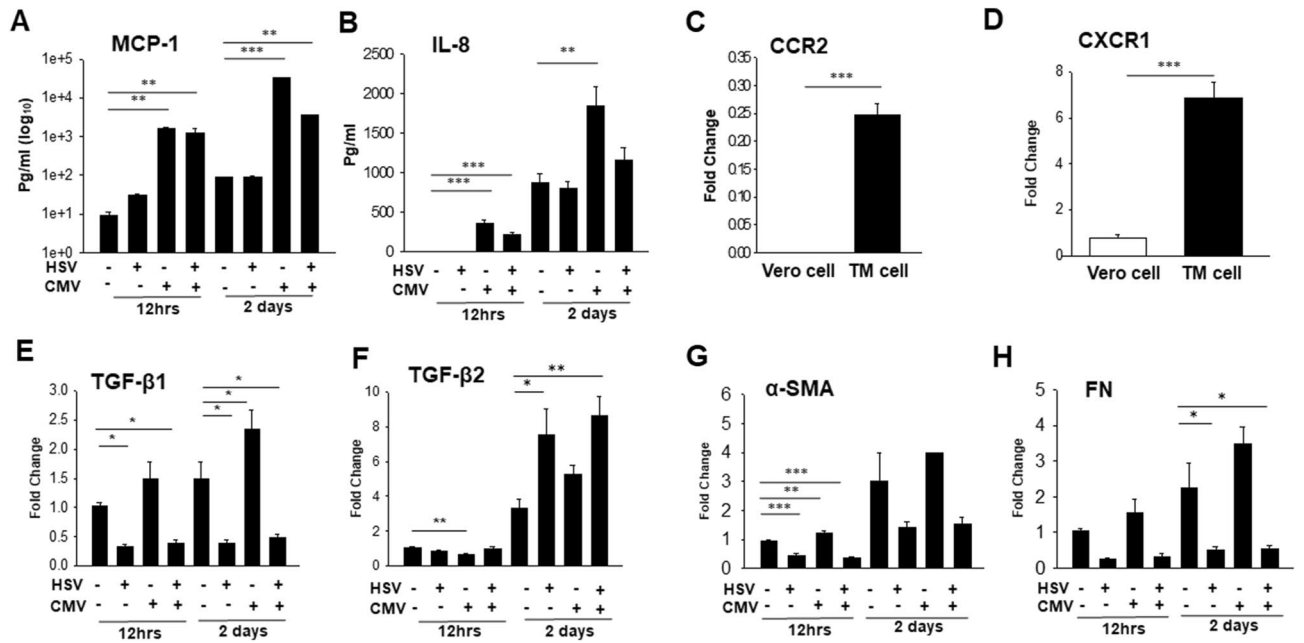 A
MCP-1
Pg/ml (log10)
1e+5
1e+4
1e+3
1e+2
1e+1
1e+0
** ** *** **
HSV - + - + - + - +
CMV - - + + - - + +
12hrs 2 days
B
IL-8
Pg/ml
2500
2000
1500
1000
500
0
*** *** **
HSV - + - + - + - +
CMV - - + + - - + +
12hrs 2 days
C
CCR2
Fold Change
0.35
0.30
0.25
0.20
0.15
0.10
0.05
0.00
***
Vero cell TM cell
D
CXCR1
Fold Change
8
6
4
2
0
***
Vero cell TM cell
E
TGF-β1
Fold Change
3.0
2.5
2.0
1.5
1.0
0.5
0.0
* * * * *
HSV - + - + - + - +
CMV - - + + - - + +
12hrs 2 days
F
TGF-β2
Fold Change
10
8
6
4
2
0
** * **
HSV - + - + - + - +
CMV - - + + - - + +
12hrs 2 days
G
α-SMA
Fold Change
6
5
4
3
2
1
0
*** ** ***
HSV - + - + - + - +
CMV - - + + - - + +
12hrs 2 days
H
FN
Fold Change
5
4
3
2
1
0
* *
HSV - + - + - + - +
CMV - - + + - - + +
12hrs 2 days